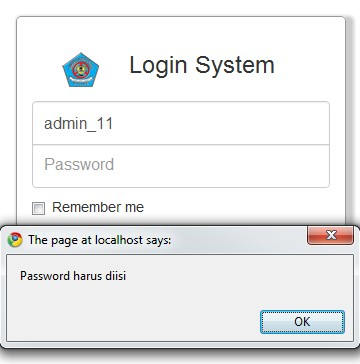 Login System
admin_11
Password
Remember me
The page at localhost says:
Password harus diisi
OK